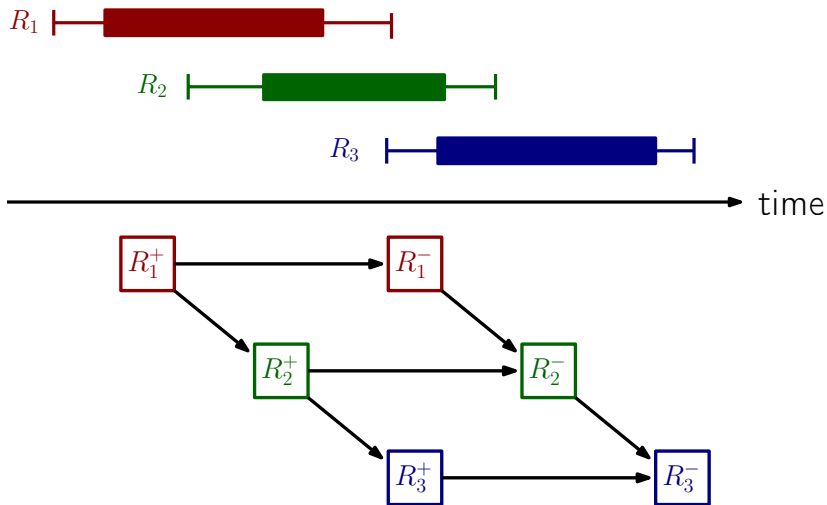 R₁
R₂
R₃
time
R₁⁺ R₁⁻
R₂⁺ R₂⁻
R₃⁺ R₃⁻